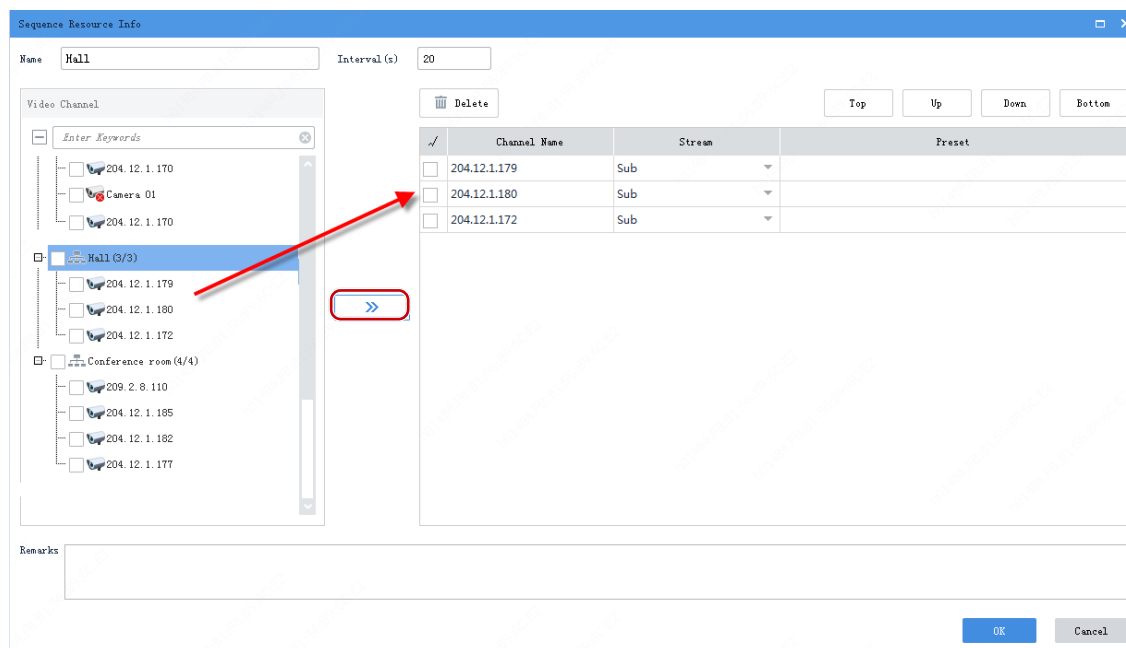 Sequence Resource Info
Name Hall Interval(s) 20
Video Channel
Delete Top Up Down Bottom
Enter Keywords
Channel Name Stream Preset
204.12.1.170
Camera 01
204.12.1.170
Hall(3/3)
204.12.1.179
204.12.1.180
204.12.1.172
Conference room(4/4)
209.2.8.110
204.12.1.185
204.12.1.182
204.12.1.177
204.12.1.179 Sub
204.12.1.180 Sub
204.12.1.172 Sub
Remarks
OK Cancel